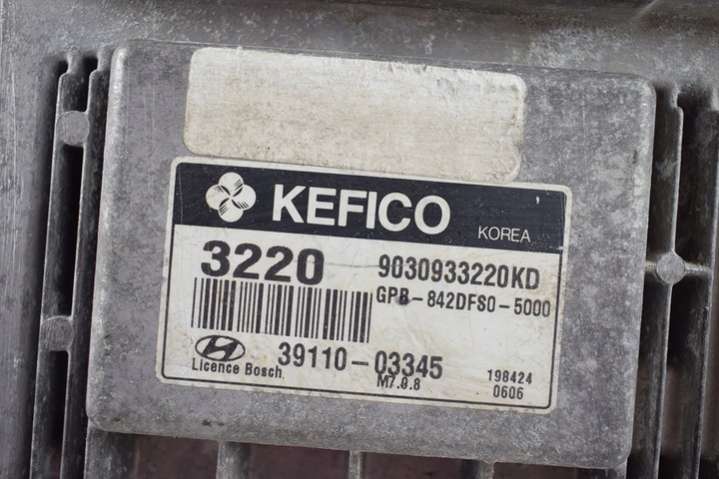 KEFICO
KOREA
3220
9030933220KD
GPB-842DFS0-5000
39110-03345
Licence Bosch.
M7.9.8
198424
0606